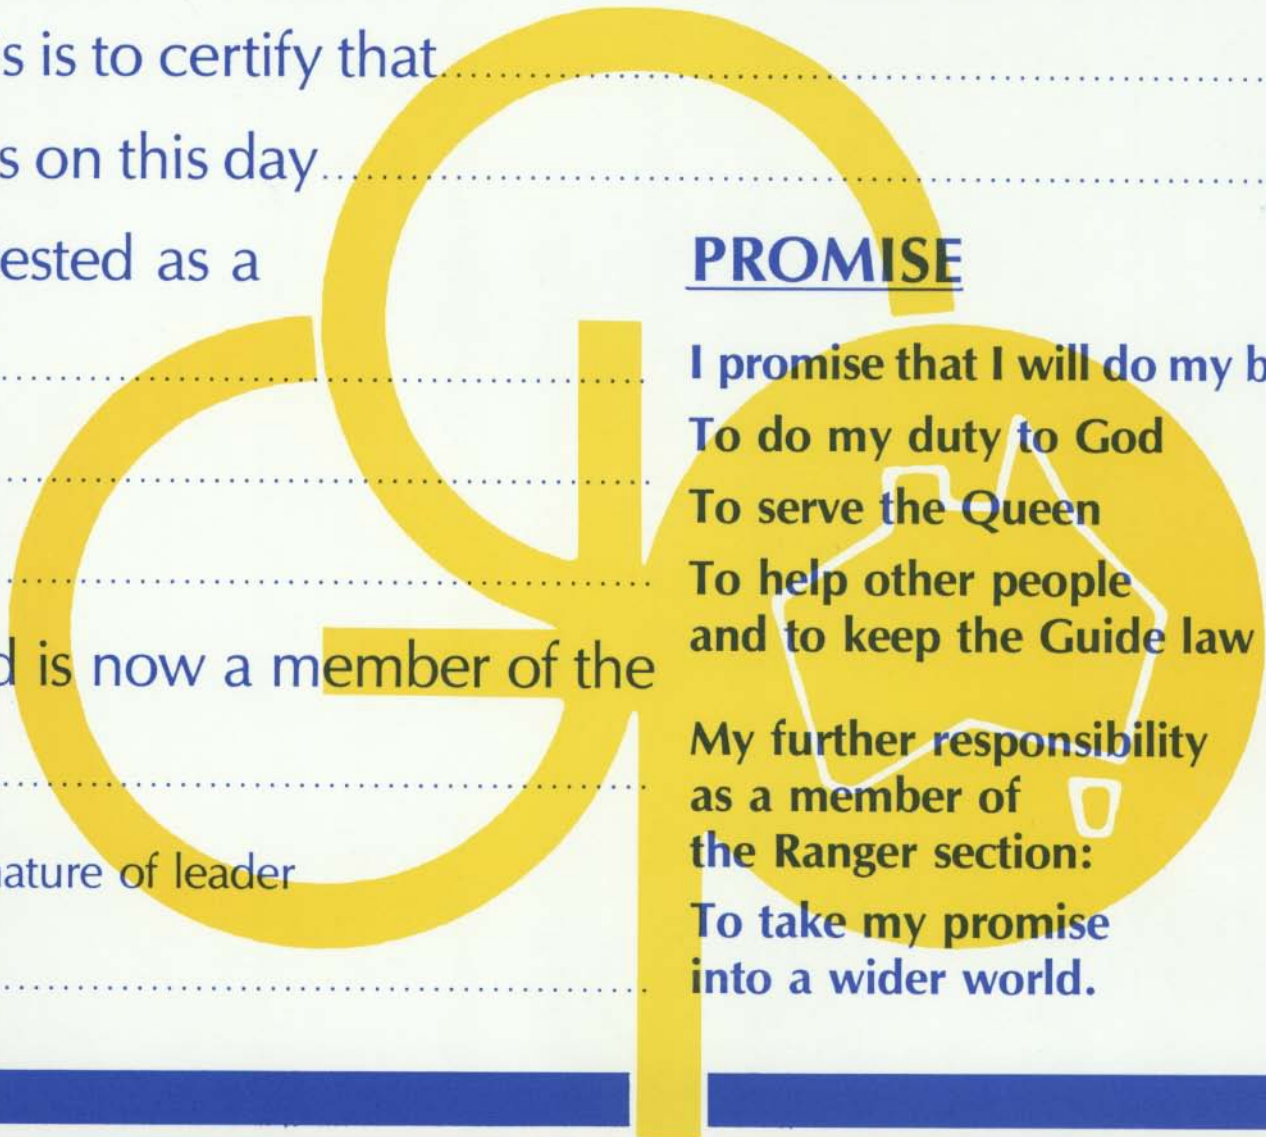 s is to certify that
s on this day
ested as a
d is now a member of the
nature of leader
PROMISE
I promise that I will do my b
To do my duty to God
To serve the Queen
To help other people
and to keep the Guide law
My further responsibility
as a member of
the Ranger section:
To take my promise
into a wider world.